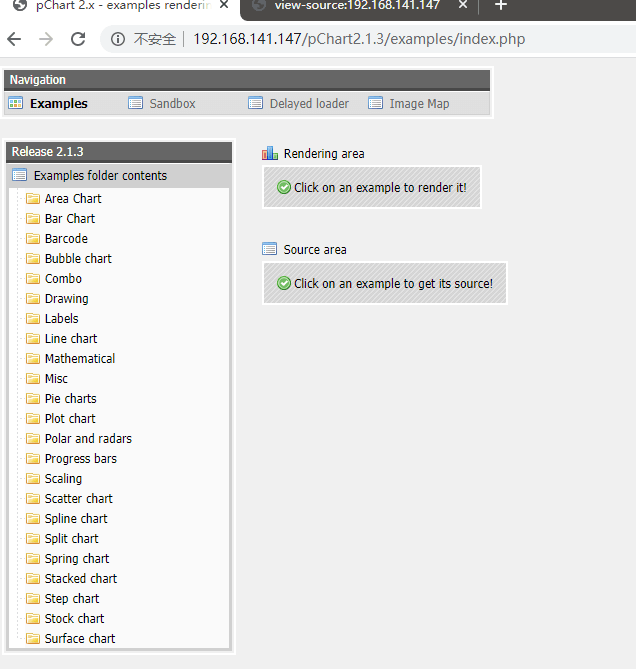 pChart 2.x - examples renderin
view-source:192.168.141.147
不安全 192.168.141.147/pChart2.1.3/examples/index.php
Navigation
Examples Sandbox Delayed loader Image Map
Release 2.1.3
Examples folder contents
Area Chart
Bar Chart
Barcode
Bubble chart
Combo
Drawing
Labels
Line chart
Mathematical
Misc
Pie charts
Plot chart
Polar and radars
Progress bars
Scaling
Scatter chart
Spline chart
Split chart
Spring chart
Stacked chart
Step chart
Stock chart
Surface chart
Rendering area
Click on an example to render it!
Source area
Click on an example to get its source!